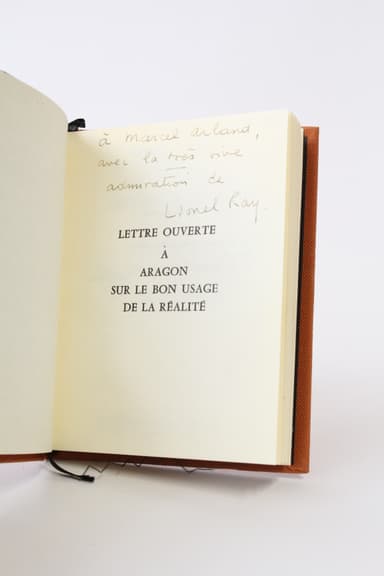 à Marcel Arland,
avec la très vive
admiration de
Lionel Ray.
LETTRE OUVERTE
À
ARAGON
SUR LE BON USAGE
DE LA RÉALITÉ